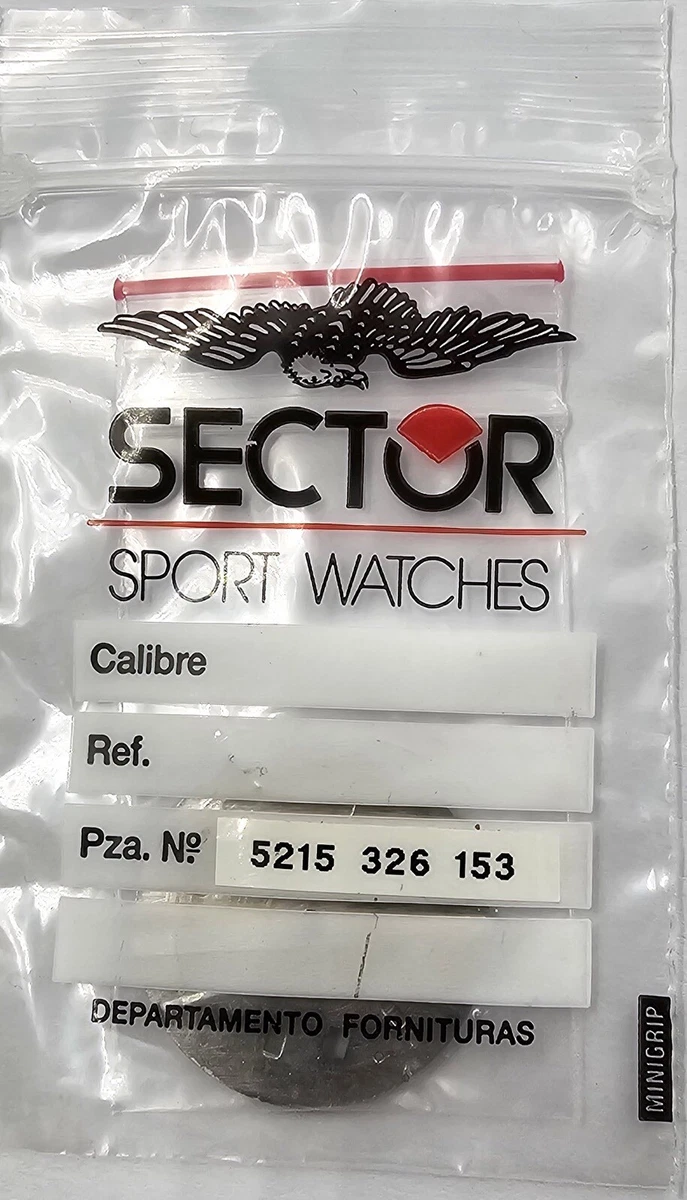 SECTOR
SPORT WATCHES
Calibre
Ref.
Pza. Nº 5215 326 153
DEPARTAMENTO FORNITURAS
MINIGRIP